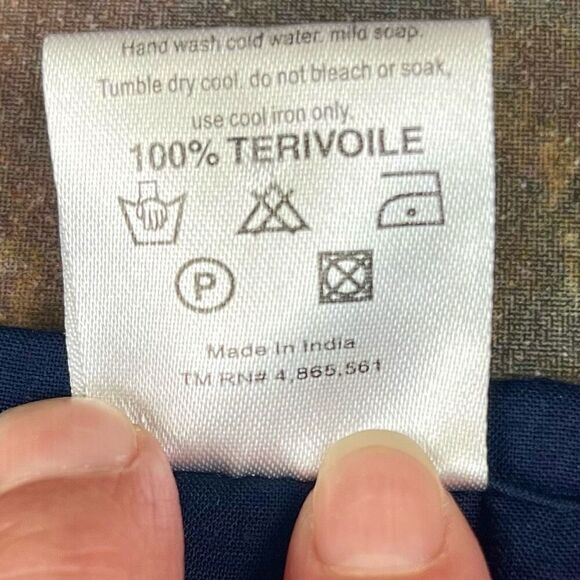 Hand wash cold water. mild soap.
Tumble dry cool. do not bleach or soak,
use cool iron only.
100% TERIVOILE
P
Made In India
TM RN# 4,865,561